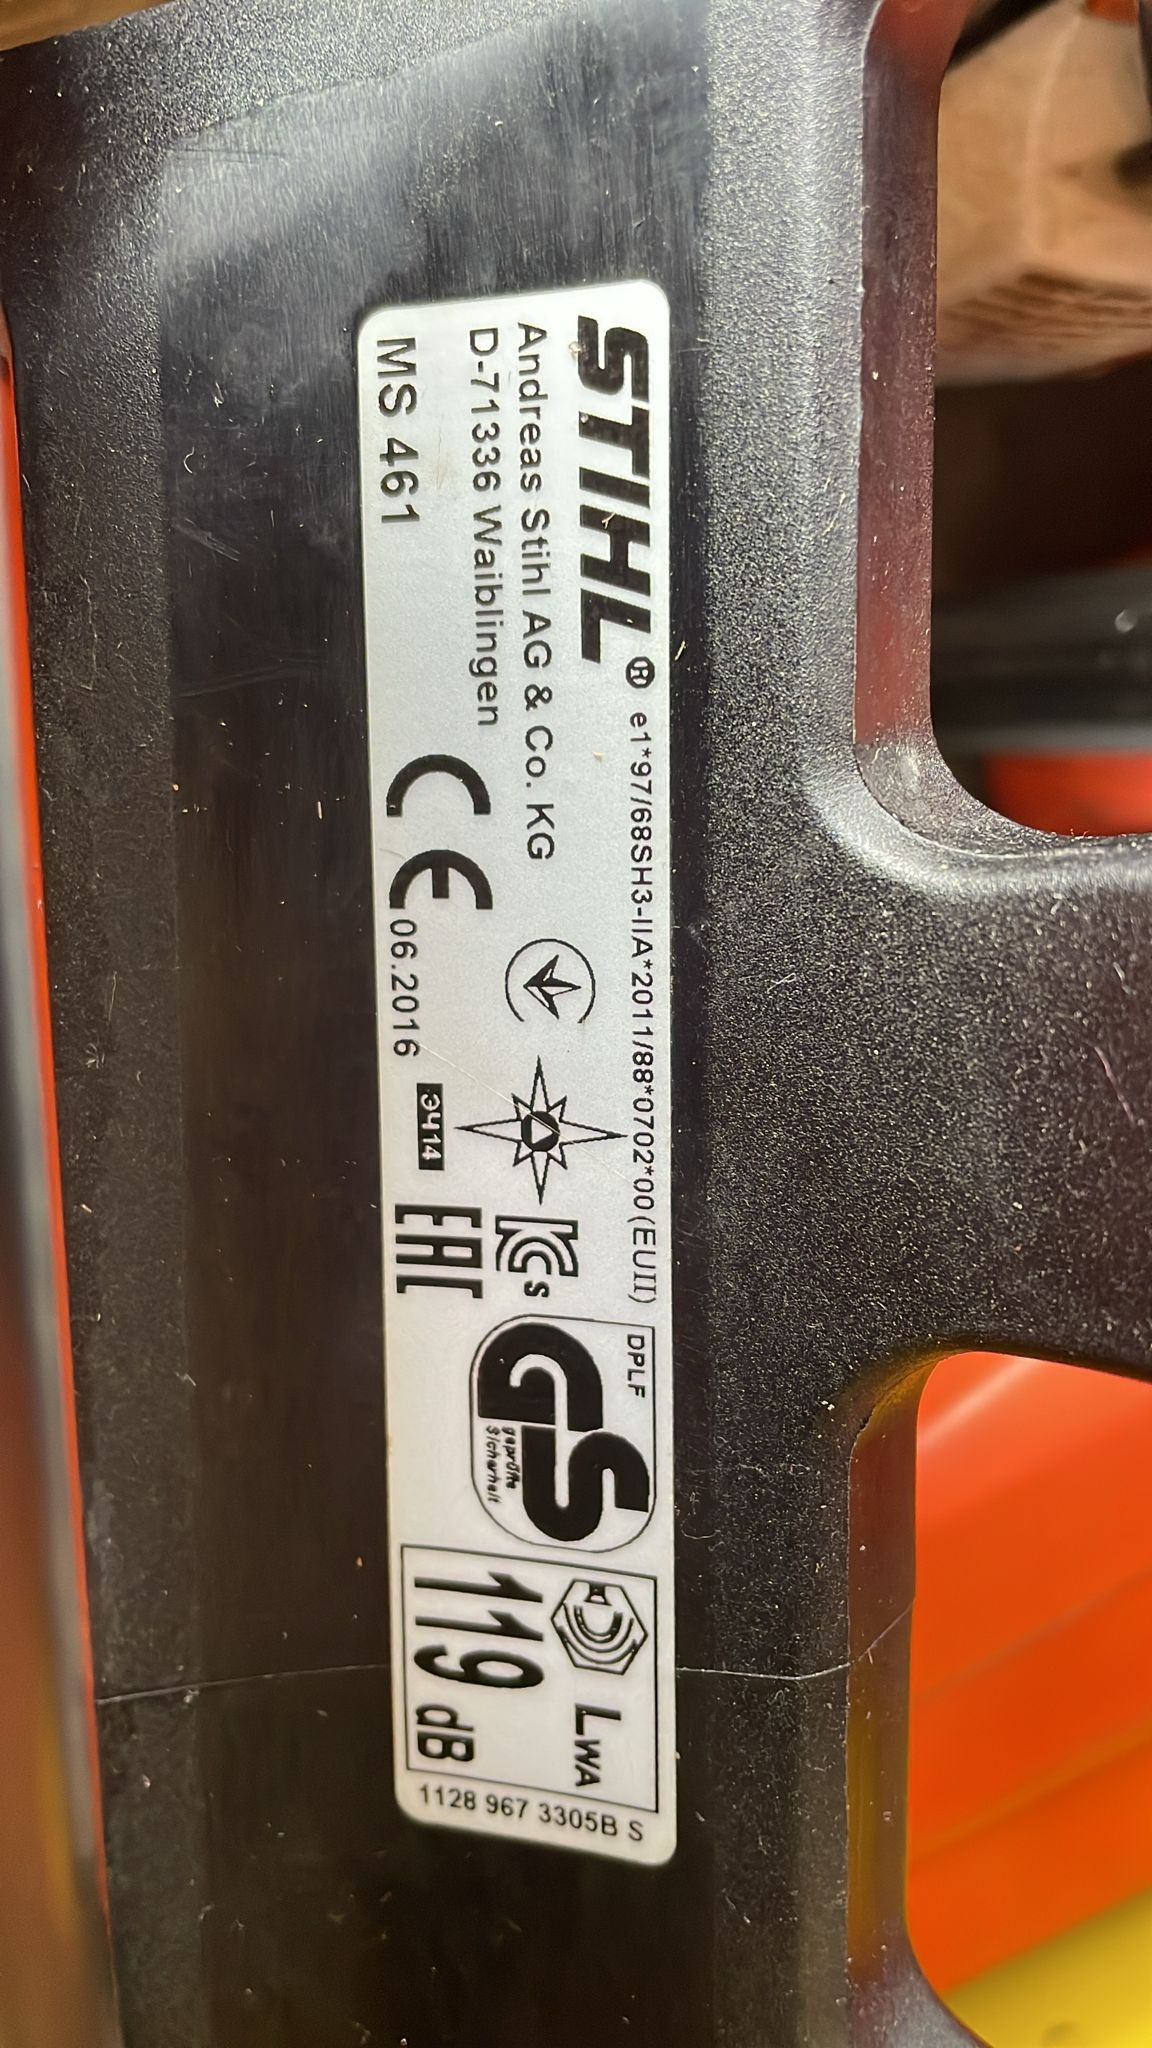 STIHL® e1*97/68SH3-IIA*2011/88*0702*00(EUII)
Andreas Stihl AG & Co. KG
D-71336 Waiblingen
MS 461
CE 06.2016
ЭЧ14
EAC
KCs
DPLF
GS
geprüfte
Sicherheit
LWA
119 dB
1128 967 3305B S